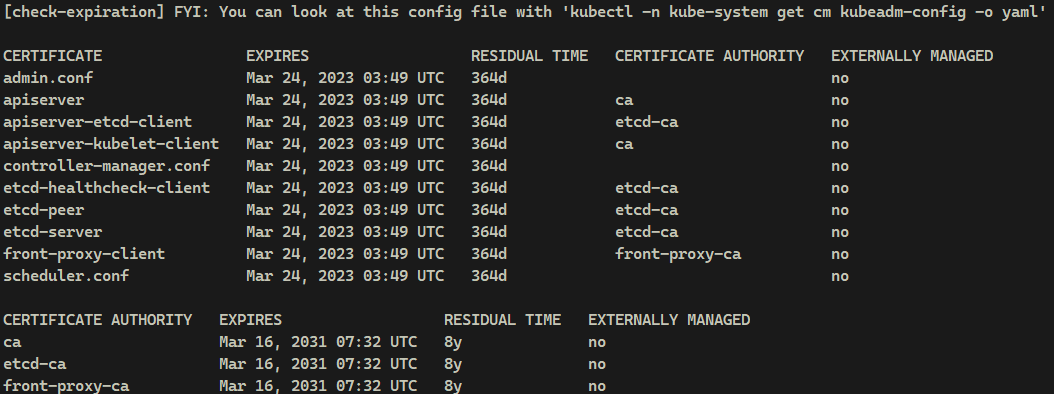 [check-expiration] FYI: You can look at this config file with 'kubectl -n kube-system get cm kubeadm-config -o yaml'
CERTIFICATE EXPIRES RESIDUAL TIME CERTIFICATE AUTHORITY EXTERNALLY MANAGED
admin.conf Mar 24, 2023 03:49 UTC 364d no
apiserver Mar 24, 2023 03:49 UTC 364d ca no
apiserver-etcd-client Mar 24, 2023 03:49 UTC 364d etcd-ca no
apiserver-kubelet-client Mar 24, 2023 03:49 UTC 364d ca no
controller-manager.conf Mar 24, 2023 03:49 UTC 364d no
etcd-healthcheck-client Mar 24, 2023 03:49 UTC 364d etcd-ca no
etcd-peer Mar 24, 2023 03:49 UTC 364d etcd-ca no
etcd-server Mar 24, 2023 03:49 UTC 364d etcd-ca no
front-proxy-client Mar 24, 2023 03:49 UTC 364d front-proxy-ca no
scheduler.conf Mar 24, 2023 03:49 UTC 364d no
CERTIFICATE AUTHORITY EXPIRES RESIDUAL TIME EXTERNALLY MANAGED
ca Mar 16, 2031 07:32 UTC 8y no
etcd-ca Mar 16, 2031 07:32 UTC 8y no
front-proxy-ca Mar 16, 2031 07:32 UTC 8y no